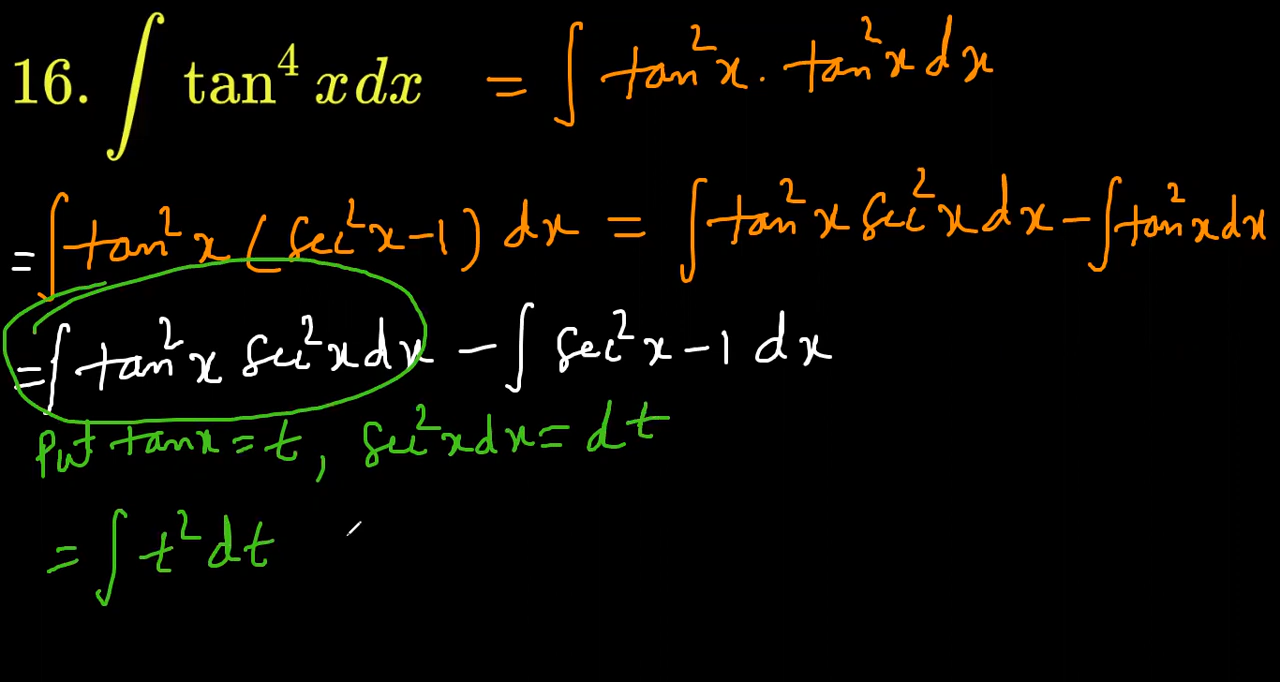 16. ∫ tan⁴ x dx = ∫ tan²x . tan²x dx
= ∫ tan²x (sec²x-1) dx = ∫ tan²x sec²x dx - ∫ tan²x dx
= ∫ tan²x sec²x dx - ∫ sec²x - 1 dx
Put tanx = t, sec²x dx = dt
= ∫ t² dt